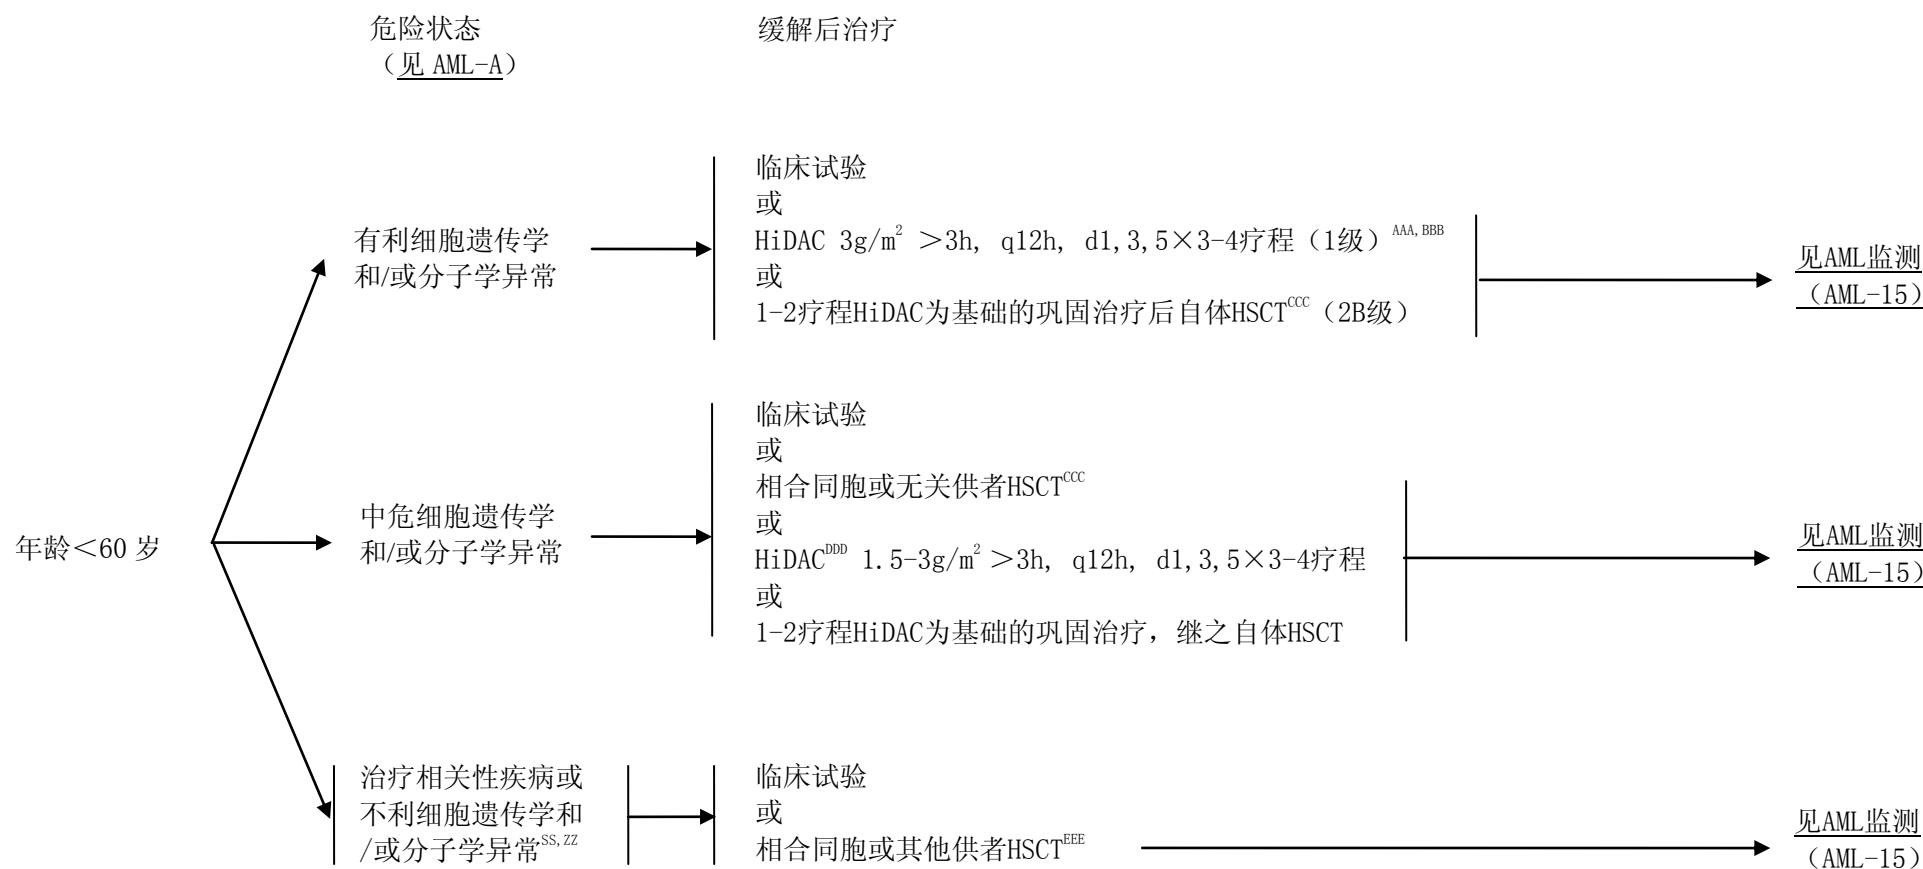 危险状态
（见 AML-A）
缓解后治疗
年龄＜60 岁
有利细胞遗传学
和/或分子学异常
临床试验
或
HiDAC 3g/m² ＞3h, q12h, d1,3,5×3-4疗程（1级）AAA,BBB
或
1-2疗程HiDAC为基础的巩固治疗后自体HSCTCCC（2B级）
见AML监测
（AML-15）
中危细胞遗传学
和/或分子学异常
临床试验
或
相合同胞或无关供者HSCTCCC
或
HiDACDDD 1.5-3g/m² ＞3h, q12h, d1,3,5×3-4疗程
或
1-2疗程HiDAC为基础的巩固治疗，继之自体HSCT
见AML监测
（AML-15）
治疗相关性疾病或
不利细胞遗传学和
/或分子学异常SS,ZZ
临床试验
或
相合同胞或其他供者HSCTEEE
见AML监测
（AML-15）